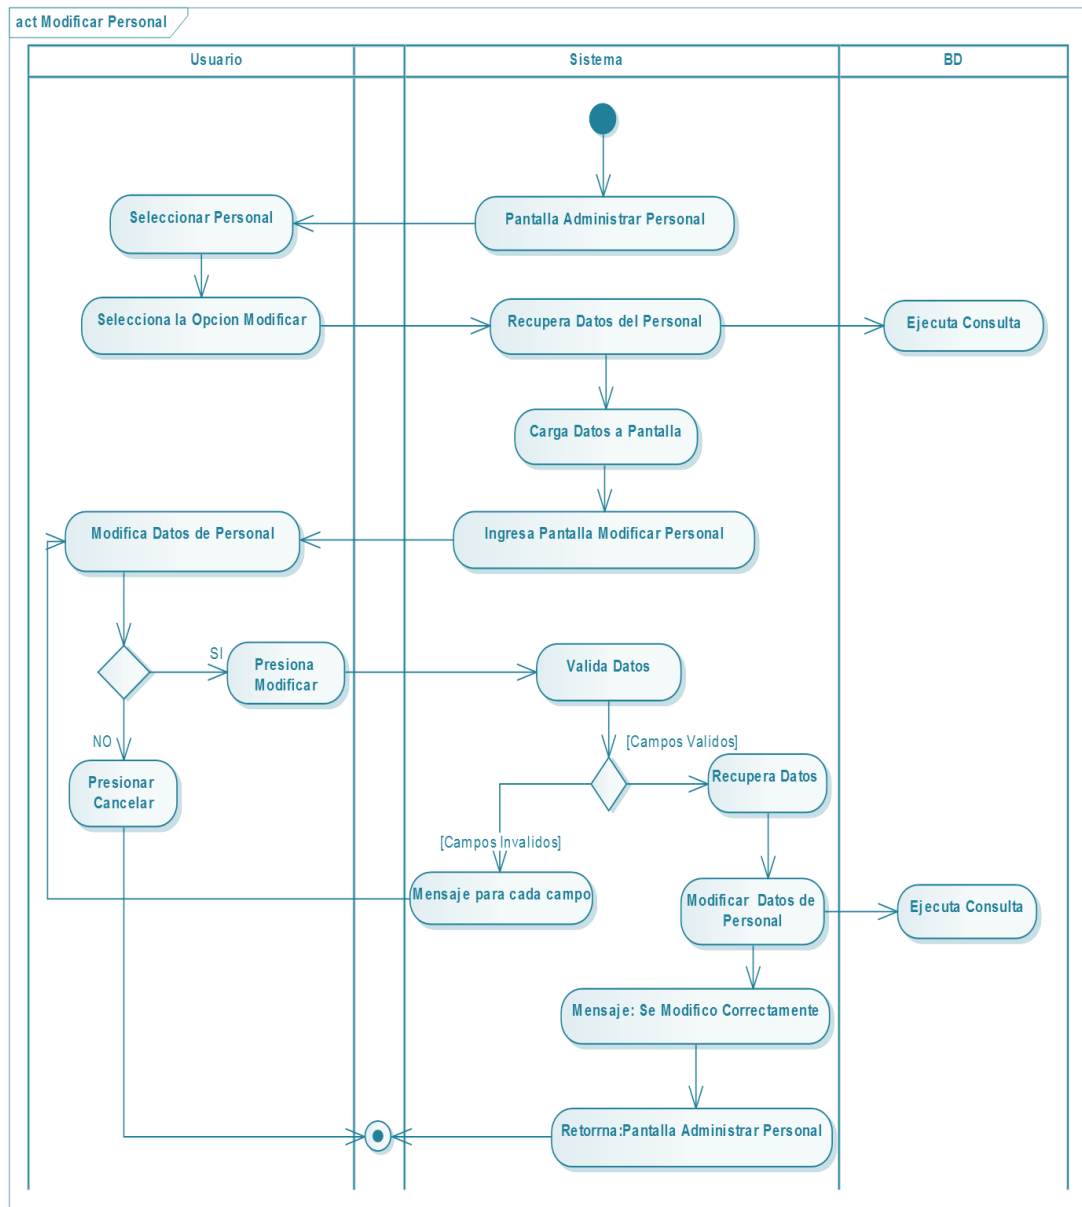 act Modificar Personal
Usuario
Sistema
BD
Seleccionar Personal
Pantalla Administrar Personal
Selecciona la Opcion Modificar
Recupera Datos del Personal
Ejecuta Consulta
Carga Datos a Pantalla
Modifica Datos de Personal
Ingresa Pantalla Modificar Personal
SI
Presiona
Modificar
Valida Datos
NO
[Campos Validos]
Presionar
Cancelar
Recupera Datos
[Campos Invalidos]
Mensaje para cada campo
Modificar Datos de
Personal
Ejecuta Consulta
Mensaje: Se Modifico Correctamente
Retorrna:Pantalla Administrar Personal